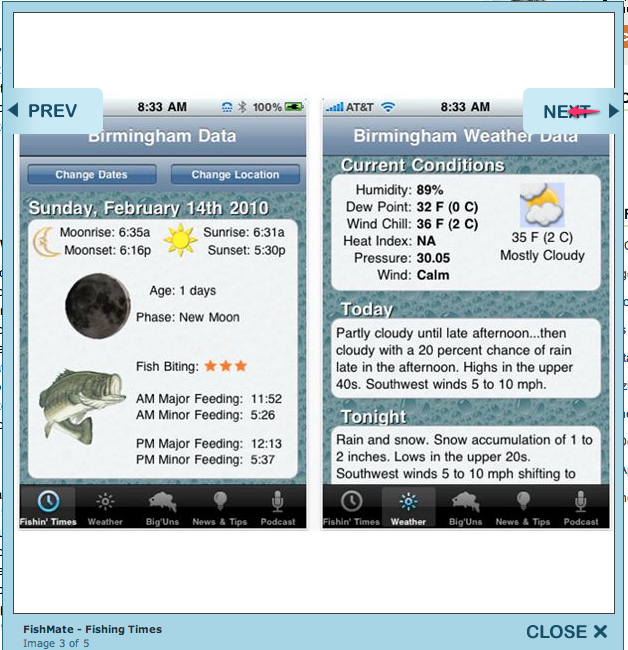 PREV
8:33 AM
100%
Birmingham Data
Change Dates
Change Location
Sunday, February 14th 2010
Moonrise: 6:35a
Moonset: 6:16p
Sunrise: 6:31a
Sunset: 5:30p
Age: 1 days
Phase: New Moon
Fish Biting:
AM Major Feeding: 11:52
AM Minor Feeding: 5:26
PM Major Feeding: 12:13
PM Minor Feeding: 5:37
Fishin' Times
Weather
Big'Uns
News & Tips
Podcast
AT&T
8:33 AM
NEXT
Birmingham Weather Data
Current Conditions
Humidity: 89%
Dew Point: 32 F (0 C)
Wind Chill: 36 F (2 C)
Heat Index: NA
Pressure: 30.05
Wind: Calm
35 F (2 C)
Mostly Cloudy
Today
Partly cloudy until late afternoon...then
cloudy with a 20 percent chance of rain
late in the afternoon. Highs in the upper
40s. Southwest winds 5 to 10 mph.
Tonight
Rain and snow. Snow accumulation of 1 to
2 inches. Lows in the upper 20s.
Southwest winds 5 to 10 mph shifting to
Fishin' Times
Weather
Big'Uns
News & Tips
Podcast
FishMate - Fishing Times
Image 3 of 5
CLOSE